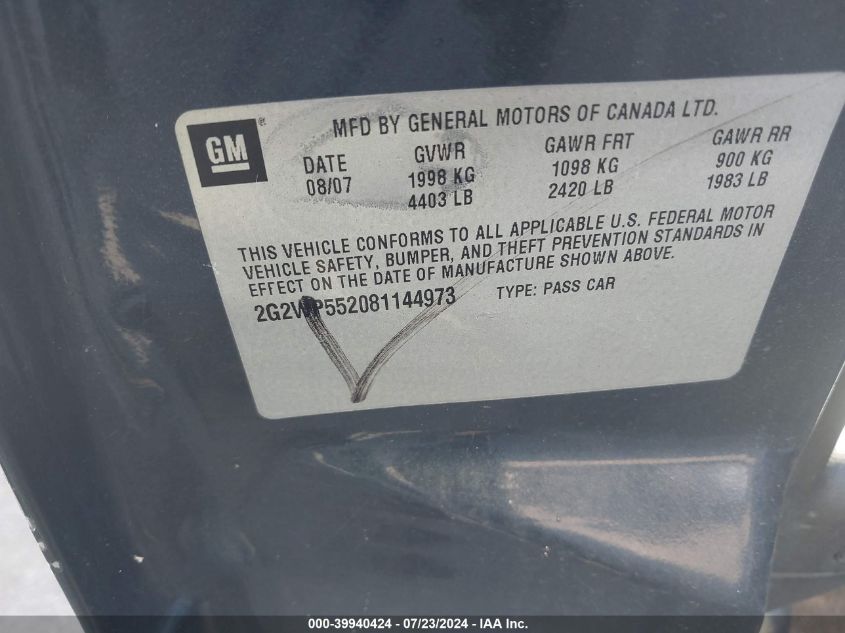 GM
MFD BY GENERAL MOTORS OF CANADA LTD.
DATE GVWR GAWR FRT GAWR RR
08/07 1998 KG 1098 KG 900 KG
4403 LB 2420 LB 1983 LB
THIS VEHICLE CONFORMS TO ALL APPLICABLE U.S. FEDERAL MOTOR
VEHICLE SAFETY, BUMPER, AND THEFT PREVENTION STANDARDS IN
EFFECT ON THE DATE OF MANUFACTURE SHOWN ABOVE.
2G2WP552081144973 TYPE: PASS CAR
000-39940424 / 07/23/2024 - IAA Inc.